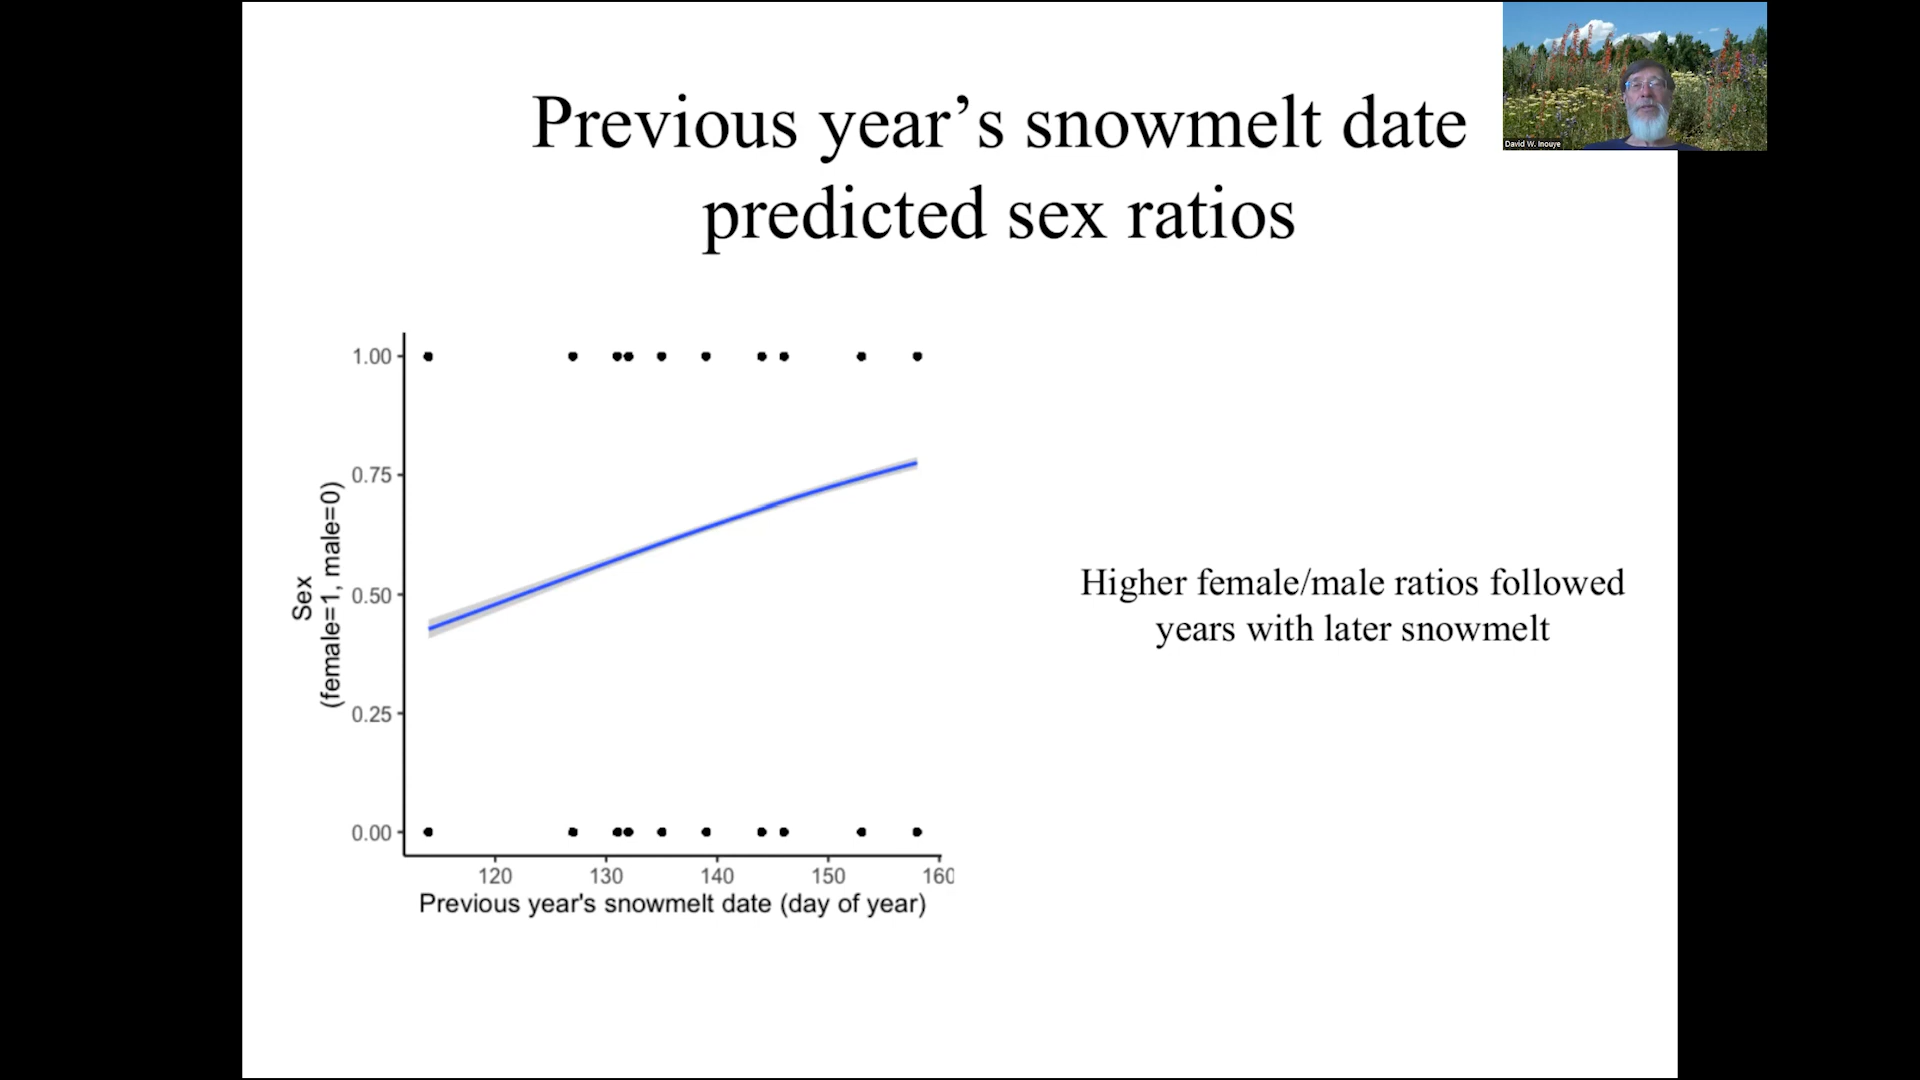 Previous year’s snowmelt date
predicted sex ratios
David W. Inouye
1.00
0.75
0.50
0.25
0.00
Sex
(female=1, male=0)
120 130 140 150 160
Previous year's snowmelt date (day of year)
Higher female/male ratios followed
years with later snowmelt